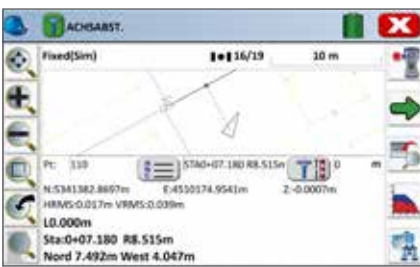 ACHSABST.
Fixed(Sim) 16/19 10 m
Pt: 110 STA0+07.180 R8.515m 0 m
N:5341382.8697m E:4510174.9541m Z:-0.0007m
HRMS:0.017m VRMS:0.039m
L0.000m
Sta:0+07.180 R8.515m
Nord 7.492m West 4.047m